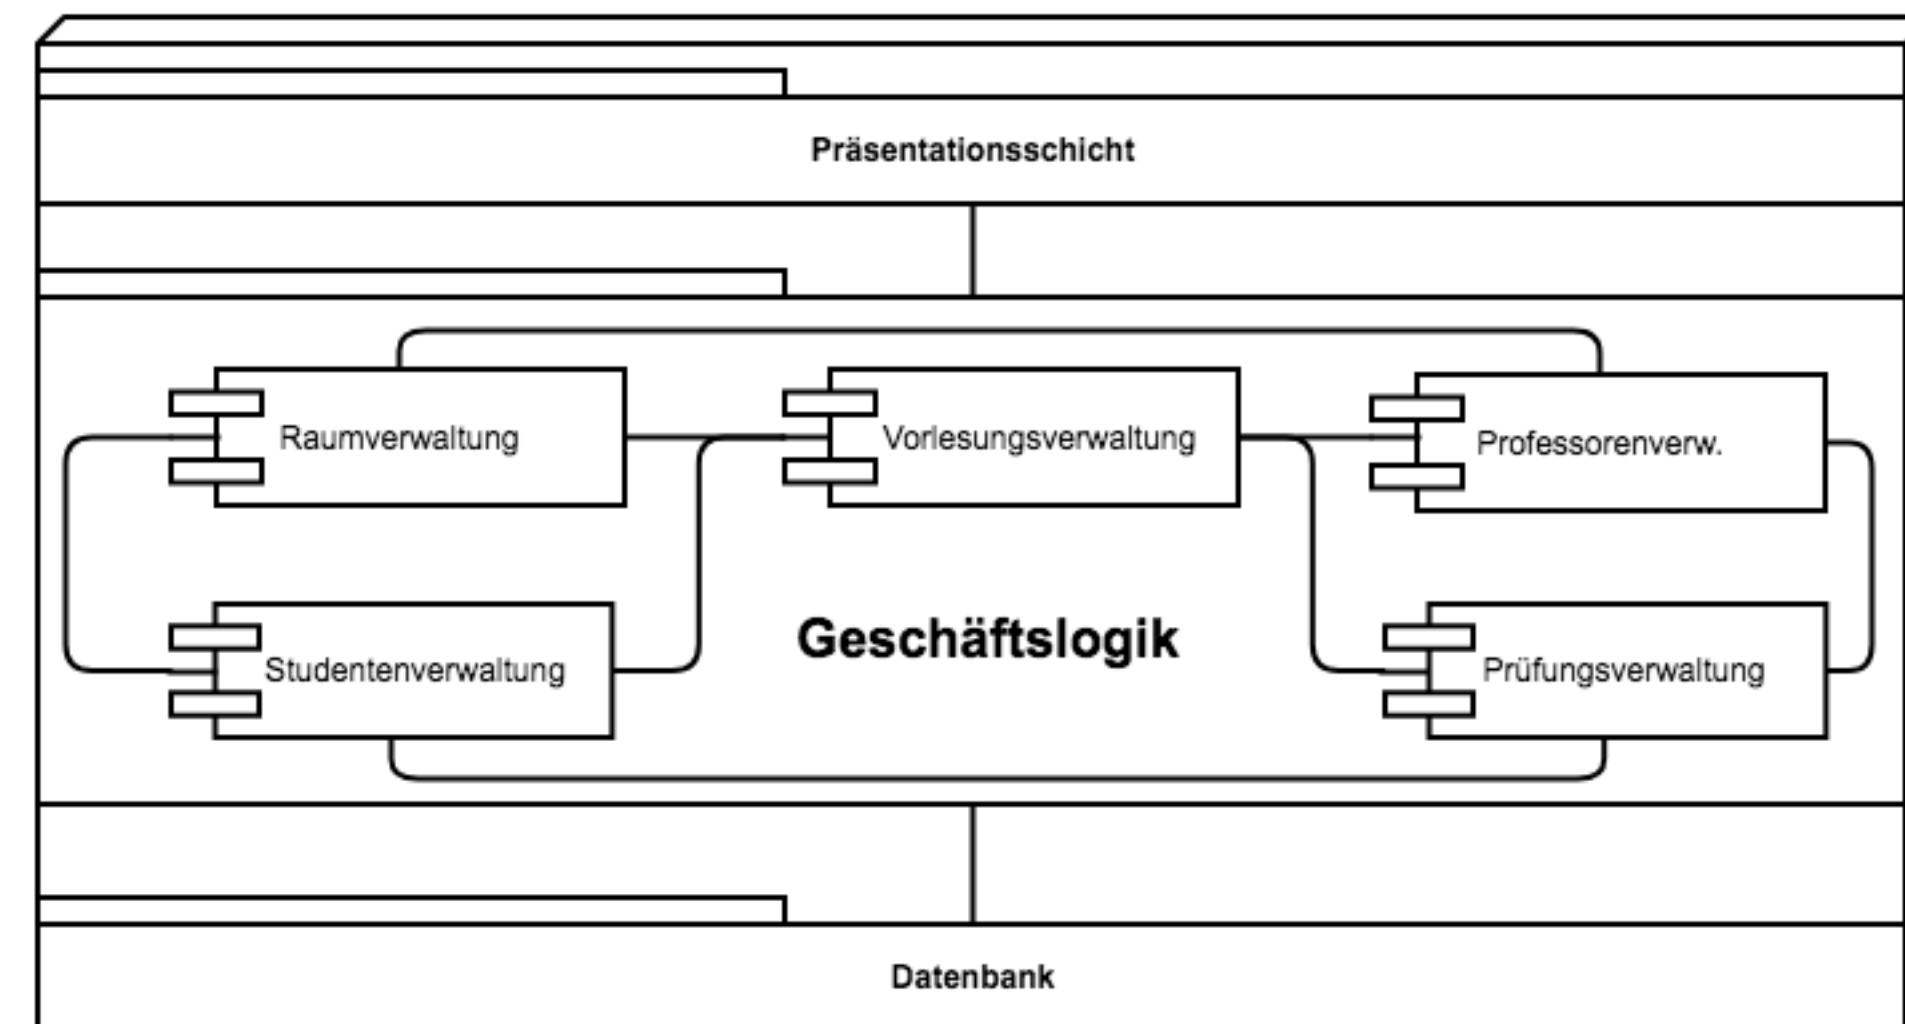 Präsentationsschicht
Raumverwaltung
Vorlesungsverwaltung
Professorenverw.
Geschäftslogik
Studentenverwaltung
Prüfungsverwaltung
Datenbank